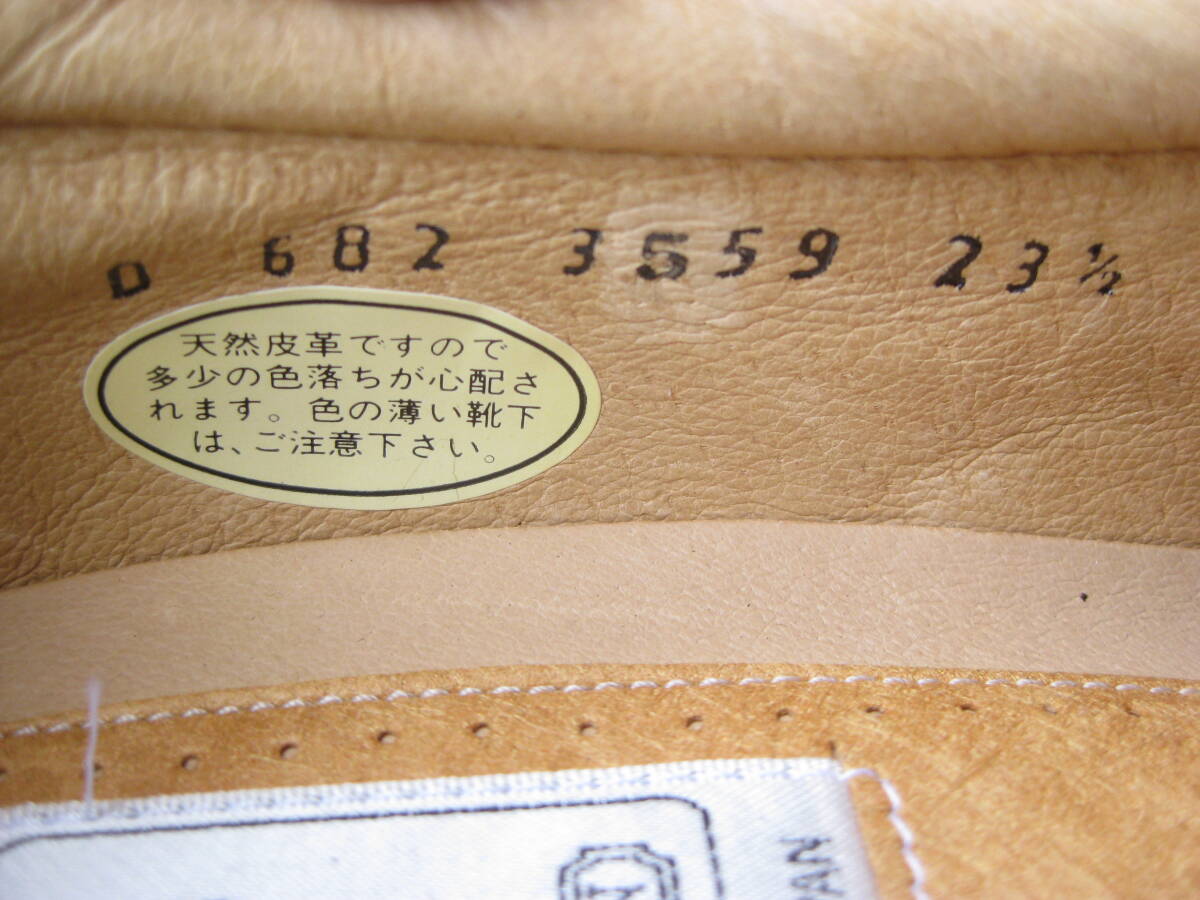 D 682 3559 23½
天然皮革ですので
多少の色落ちが心配さ
れます。色の薄い靴下
は、ご注意下さい。